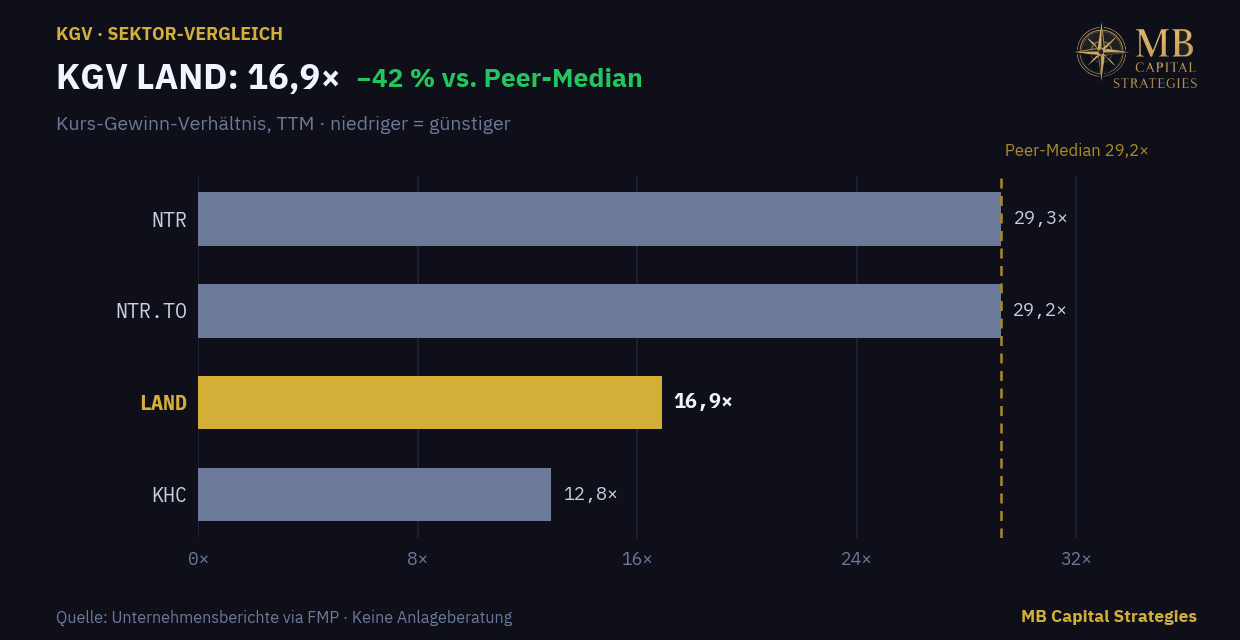 KGV · SEKTOR-VERGLEICH
KGV LAND: 16,9× −42 % vs. Peer-Median
Kurs-Gewinn-Verhältnis, TTM · niedriger = günstiger
MB
CAPITAL
STRATEGIES
Peer-Median 29,2×
NTR 29,3×
NTR.TO 29,2×
LAND 16,9×
KHC 12,8×
0× 8× 16× 24× 32×
Quelle: Unternehmensberichte via FMP · Keine Anlageberatung
MB Capital Strategies